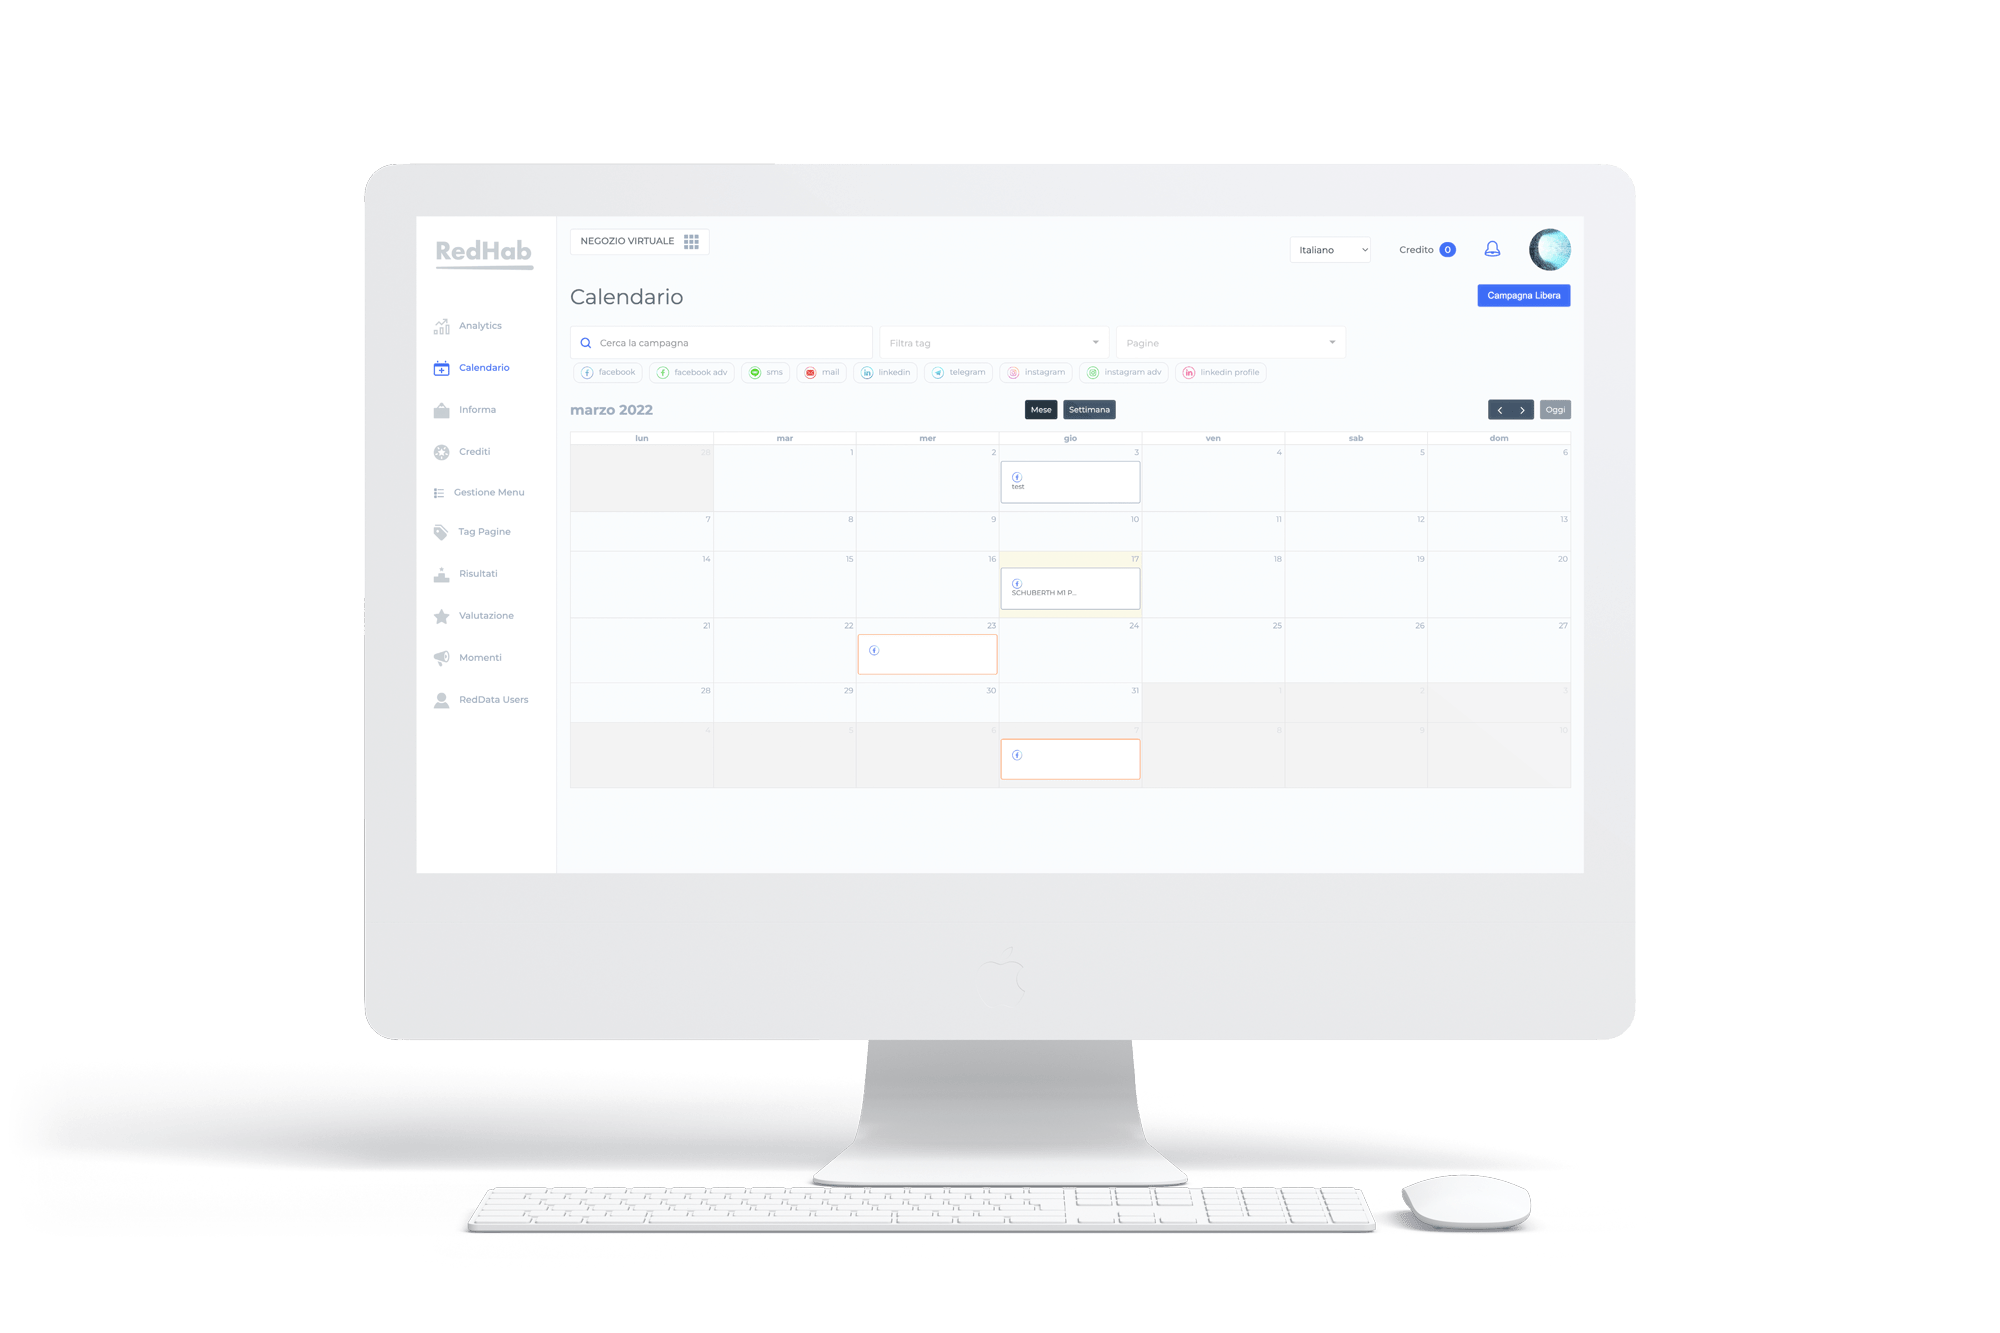 RedHab
NEGOZIO VIRTUALE
Italiano
Credito 0
Calendario
Campagna Libera
Analytics
Calendario
Informa
Crediti
Gestione Menu
Tag Pagine
Risultati
Valutazione
Momenti
RedData Users
Cerca la campagna
Filtra tag
Pagine
facebook
facebook adv
sms
mail
linkedin
telegram
instagram
instagram adv
linkedin profile
marzo 2022
Mese
Settimana
Oggi
lun mar mer gio ven sab dom
28 1 2 3 4 5 6
test
7 8 9 10 11 12 13
14 15 16 17 18 19 20
SCHUBERTH M1 P...
21 22 23 24 25 26 27
28 29 30 31 1 2 3
4 5 6 7 8 9 10